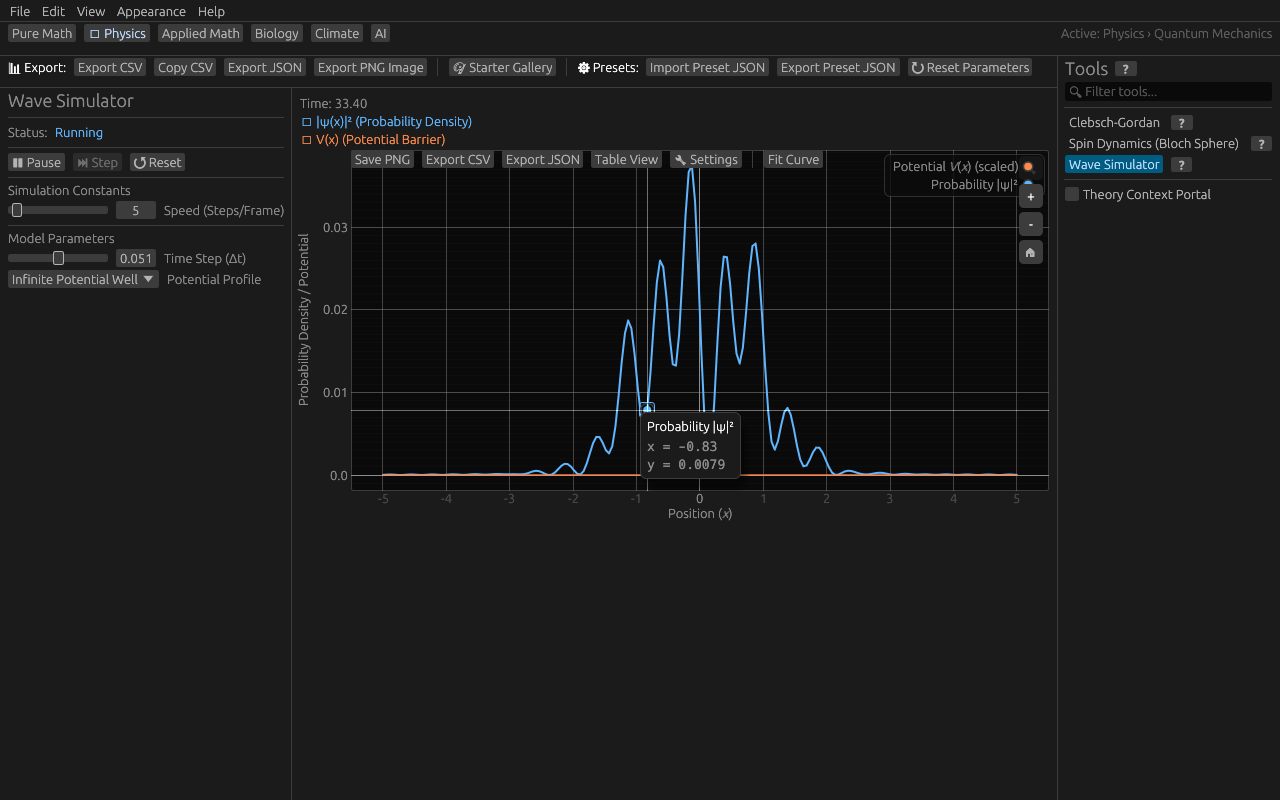 File Edit View Appearance Help
Pure Math Physics Applied Math Biology Climate AI Active: Physics › Quantum Mechanics
Export: Export CSV Copy CSV Export JSON Export PNG Image Starter Gallery Presets: Import Preset JSON Export Preset JSON Reset Parameters
Wave Simulator
Status: Running
Pause Step Reset
Simulation Constants
5 Speed (Steps/Frame)
Model Parameters
0.051 Time Step (Δt)
Infinite Potential Well Potential Profile
Time: 33.40
|ψ(x)|² (Probability Density)
V(x) (Potential Barrier)
Save PNG Export CSV Export JSON Table View Settings Fit Curve
Potential V(x) (scaled)
Probability |ψ|²
+
-
Probability Density / Potential
0.03
0.02
0.01
0.0
Probability |ψ|²
x = -0.83
y = 0.0079
-5 -4 -3 -2 -1 0 1 2 3 4 5
Position (x)
Tools ?
Filter tools...
Clebsch-Gordan ?
Spin Dynamics (Bloch Sphere) ?
Wave Simulator ?
Theory Context Portal